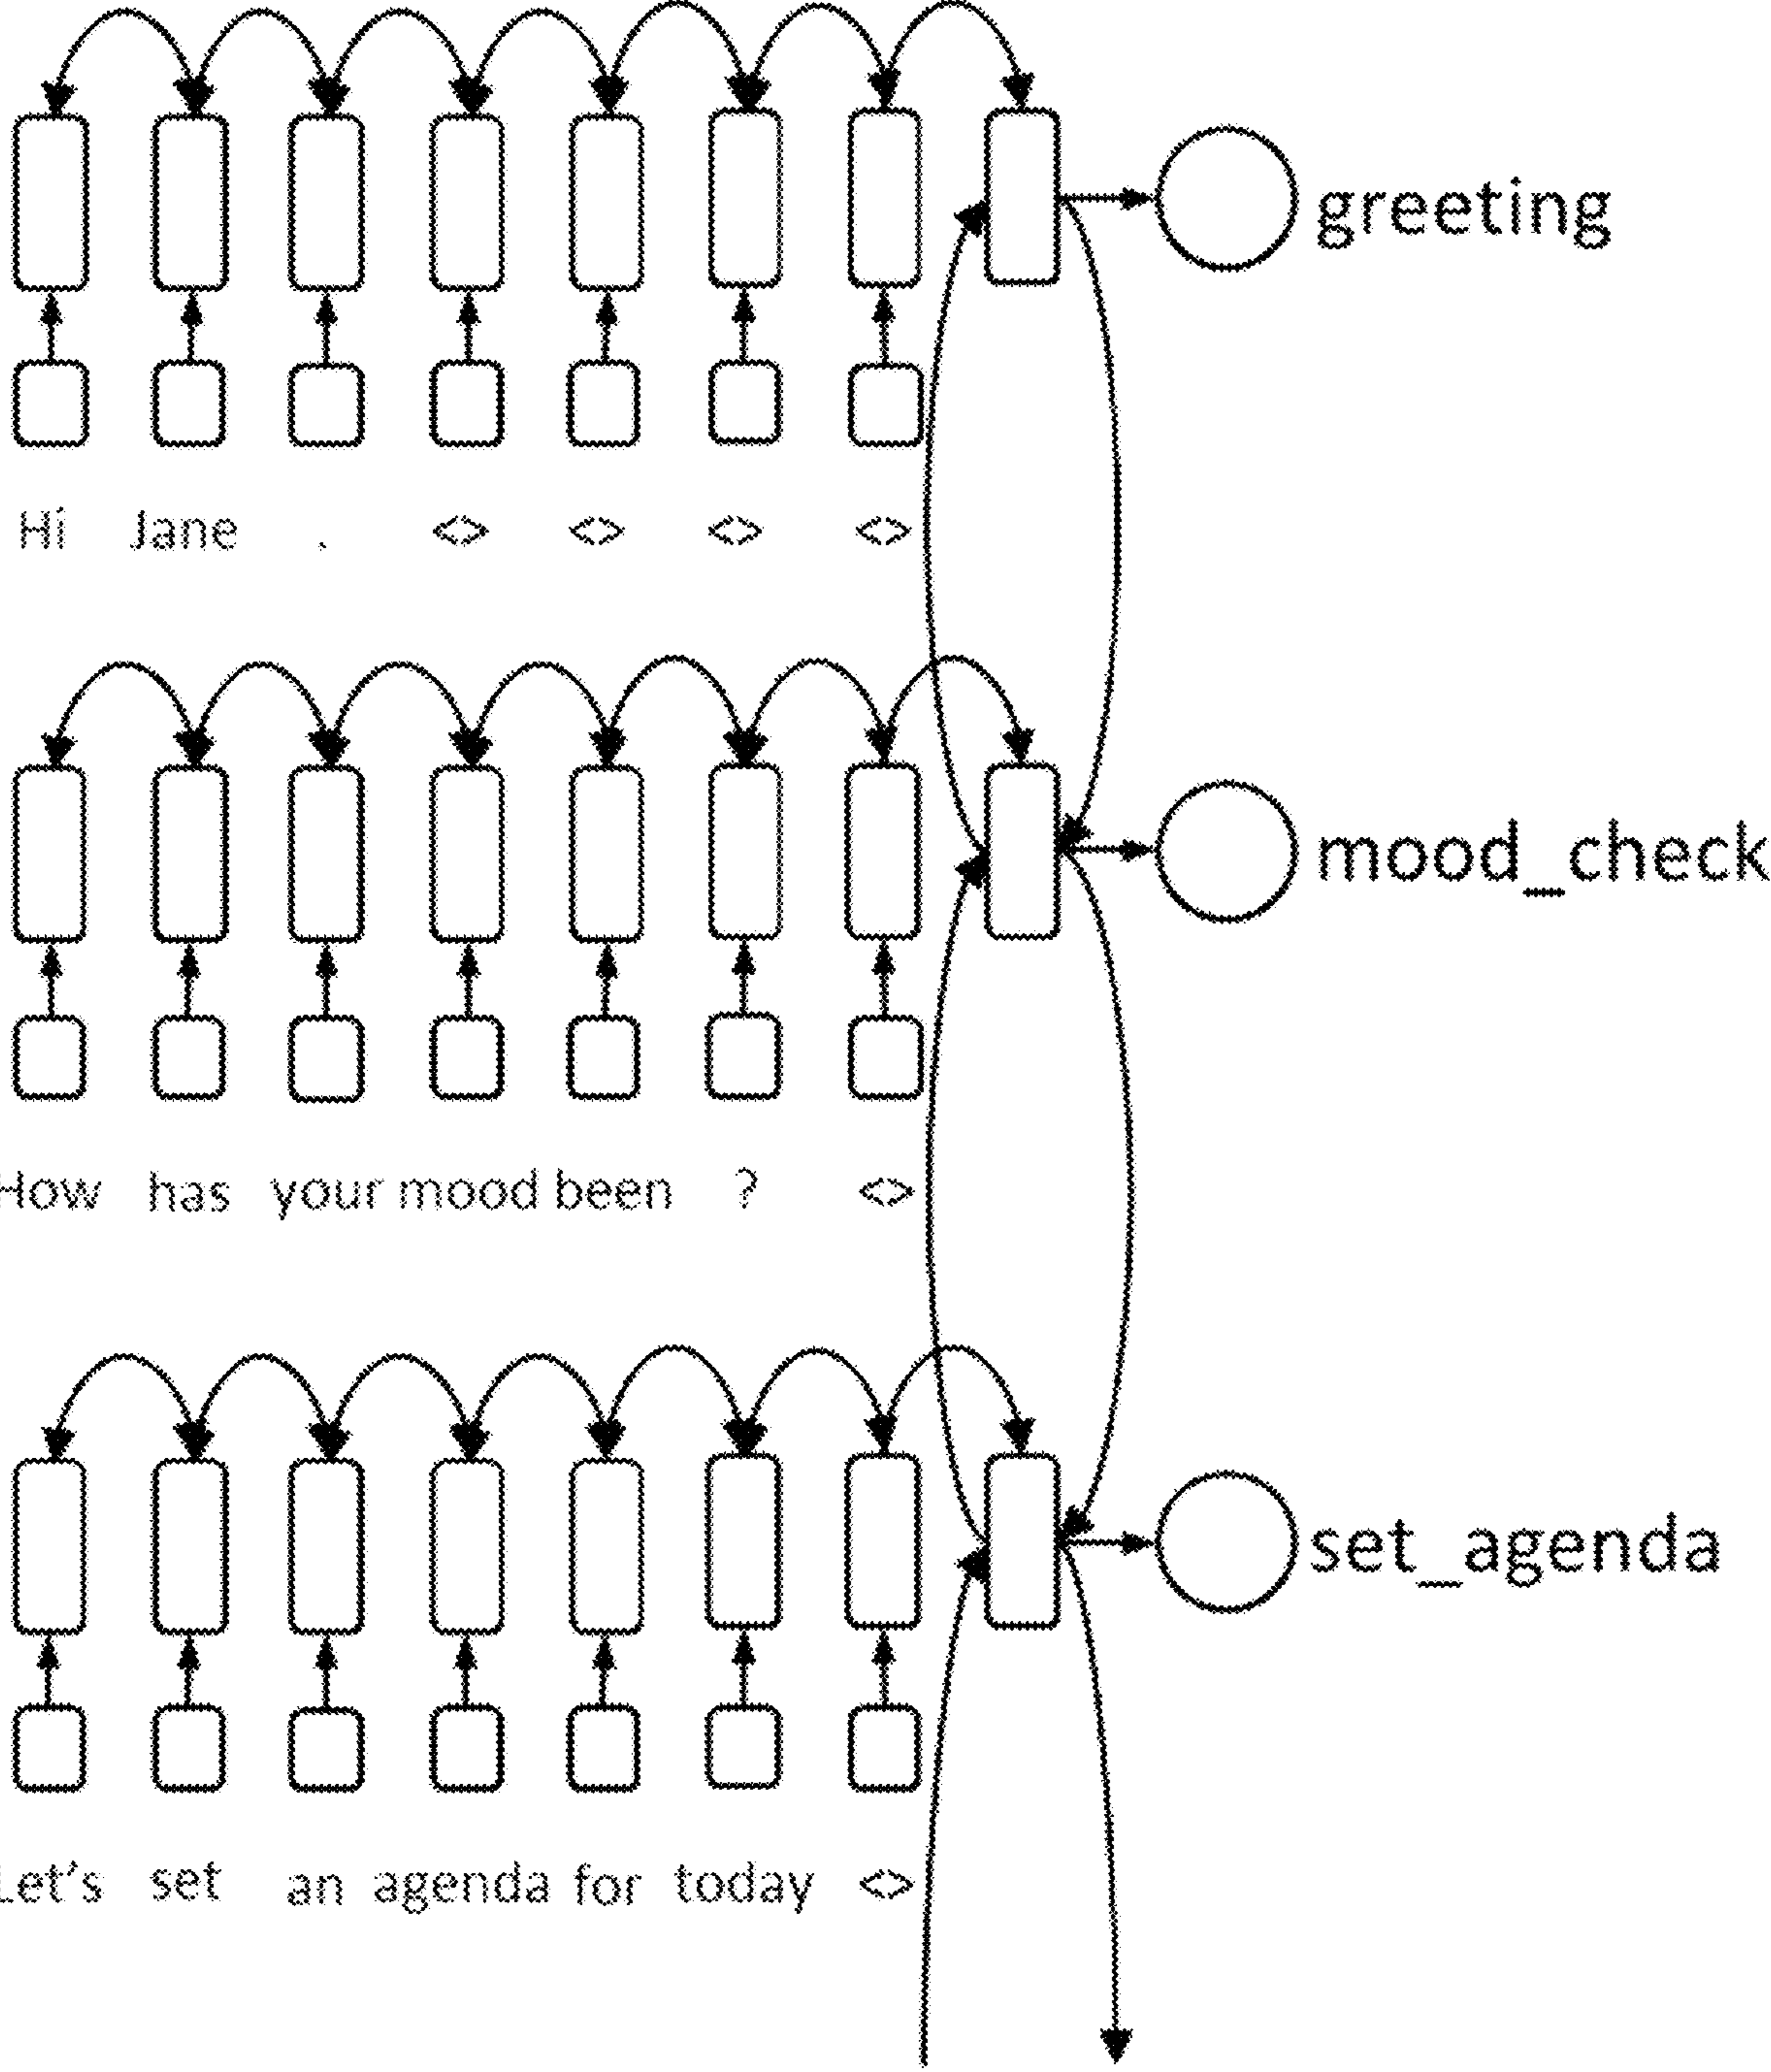 greeting
Hi Jane . <> <> <> <>
mood_check
How has your mood been ? <>
set_agenda
Let's set an agenda for today <>